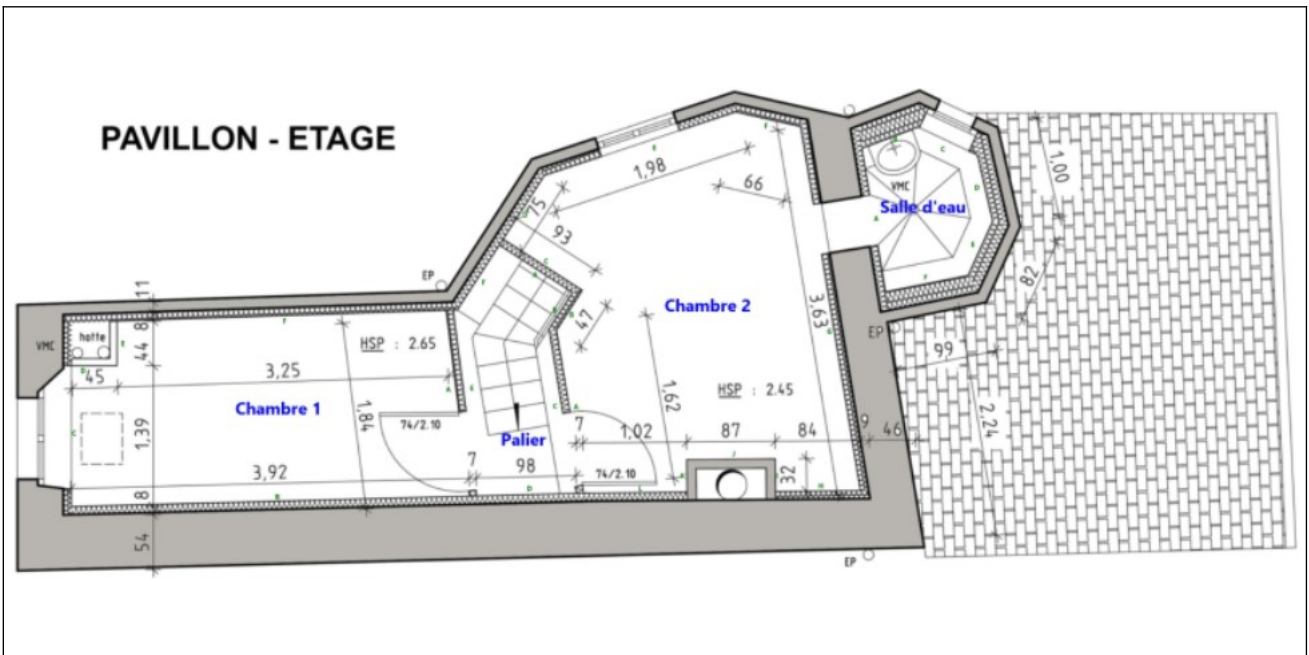 PAVILLON - ETAGE
1,98
66
75
93
VMC
Salle d'eau
1,00
82
EP
11
8
44
hotte
VMC
45
HSP : 2.65
3,25
Chambre 1
1,84
1,39
74/2.10
3,92
8
54
7
98
Palier
47
Chambre 2
3,63
HSP : 2.45
1,62
7
1,02
87
84
9
46
74/2.10
32
EP
99
2,24
EP